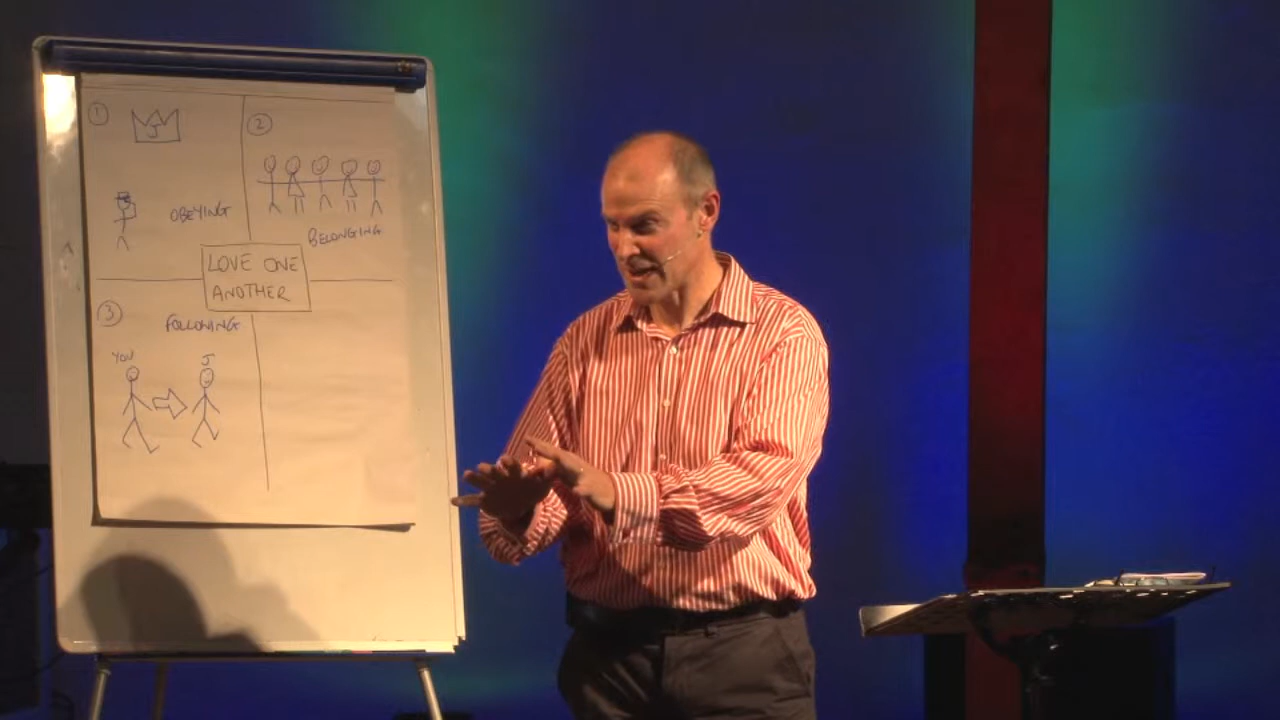 1
J
2
OBEYING
BELONGING
LOVE ONE
ANOTHER
3
FOLLOWING
YOU
J